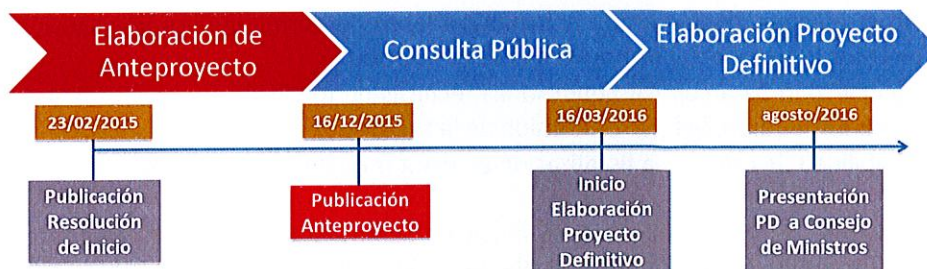 Elaboración de
Anteproyecto
Consulta Pública
Elaboración Proyecto
Definitivo
23/02/2015
16/12/2015
16/03/2016
agosto/2016
Publicación
Resolución
de Inicio
Publicación
Anteproyecto
Inicio
Elaboración
Proyecto
Definitivo
Presentación
PD a Consejo
de Ministros